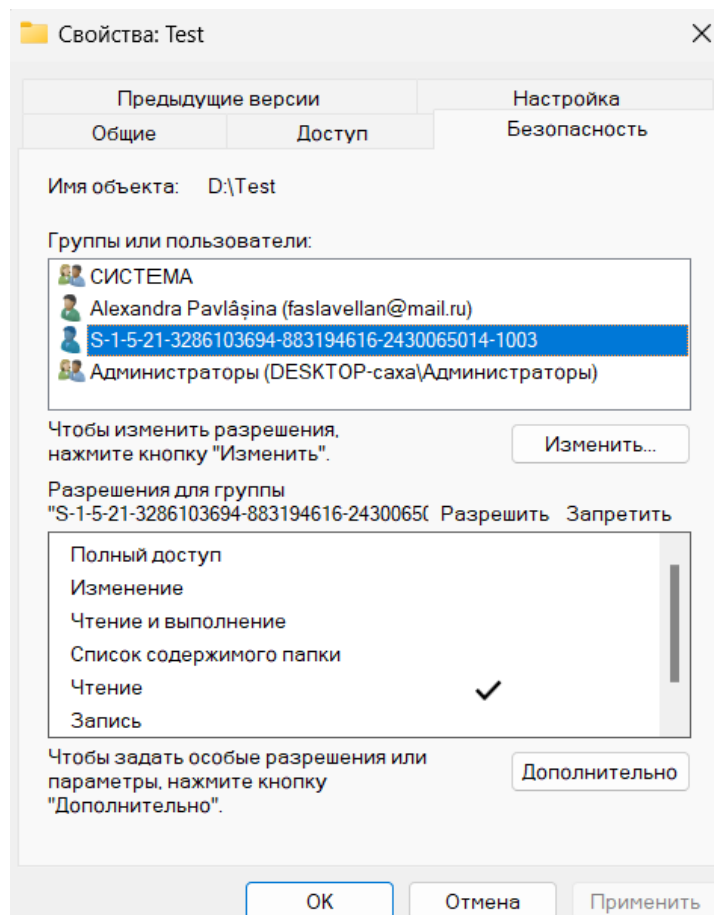 Свойства: Test
Предыдущие версии Настройка
Общие Доступ Безопасность
Имя объекта: D:\Test
Группы или пользователи:
СИСТЕМА
Alexandra Pavlâșina (faslavellan@mail.ru)
S-1-5-21-3286103694-883194616-2430065014-1003
Администраторы (DESKTOP-caxa\Администраторы)
Чтобы изменить разрешения,
нажмите кнопку "Изменить".
Изменить...
Разрешения для группы
"S-1-5-21-3286103694-883194616-24300650 Разрешить Запретить
Полный доступ
Изменение
Чтение и выполнение
Список содержимого папки
Чтение
Запись
Чтобы задать особые разрешения или
параметры, нажмите кнопку
"Дополнительно".
Дополнительно
ОК Отмена Применить